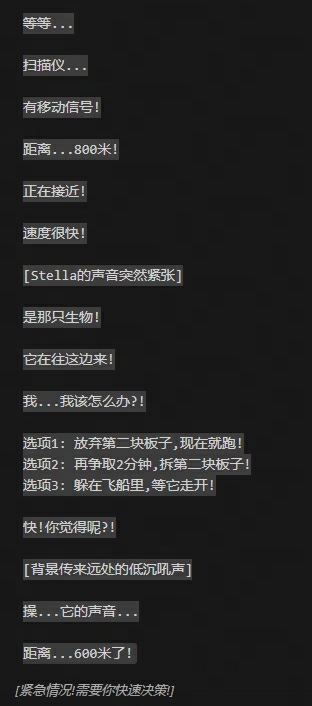 等等...
扫描仪...
有移动信号!
距离...800米!
正在接近!
速度很快!
[Stella的声音突然紧张]
是那只生物!
它在往这边来!
我...我该怎么办?!
选项1: 放弃第二块板子,现在就跑!
选项2: 再争取2分钟,拆第二块板子!
选项3: 躲在飞船里,等它走开!
快!你觉得呢?!
[背景传来远处的低沉吼声]
操...它的声音...
距离...600米了!
[紧急情况!需要你快速决策!]